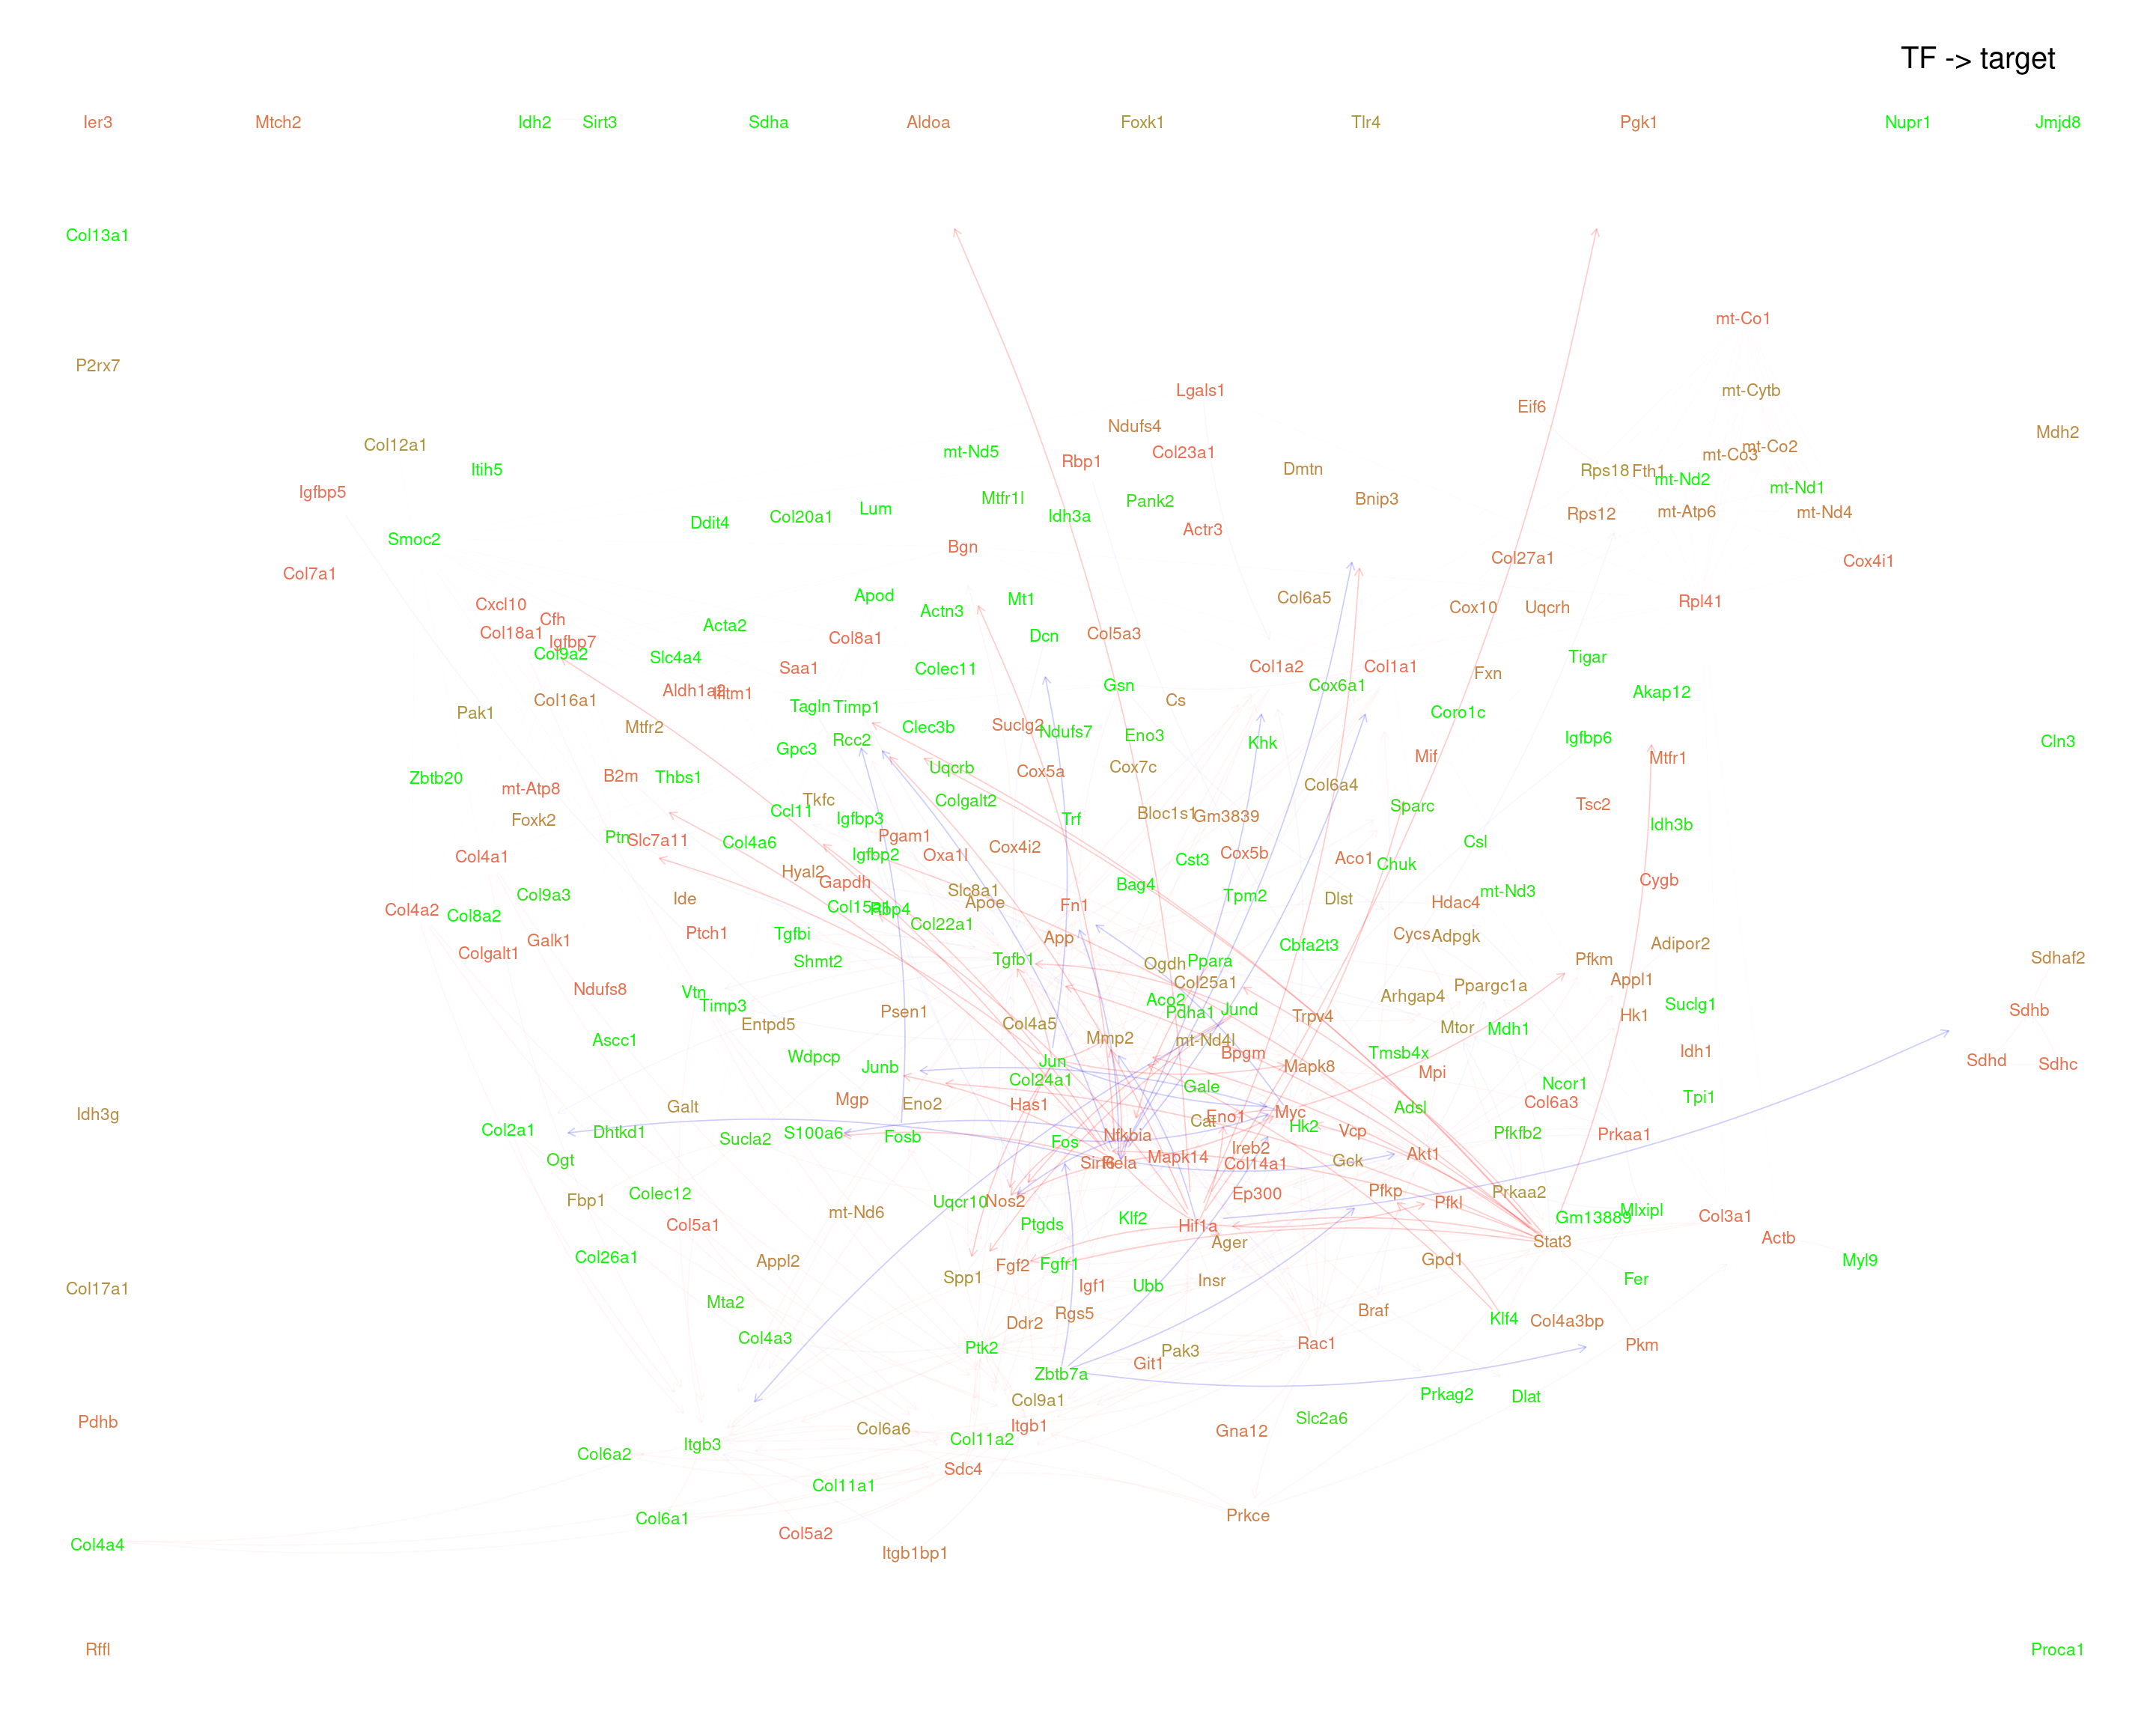 TF -> target
Ier3 Mtch2 Idh2 Sirt3 Sdha Aldoa Foxk1 Tlr4 Pgk1 Nupr1 Jmjd8
Col13a1
mt-Co1
P2rx7
Lgals1 mt-Cytb
Eif6
Ndufs4 Mdh2
Col12a1 mt-Co2
mt-Nd5 Col23a1 mt-Co3
Rbp1
Itih5 Dmtn Rps18 Fth1
mt-Nd2
Igfbp5 mt-Nd1
Mtfr1l Pank2 Bnip3
Lum
Ddit4 Col20a1 Idh3a Rps12 mt-Atp6 mt-Nd4
Actr3
Smoc2
Bgn
Col27a1 Cox4i1
Col7a1
Apod Mt1 Col6a5 Rpl41
Cxcl10 Actn3 Cox10 Uqcrh
Cfh
Acta2
Col18a1 Col8a1 Dcn Col5a3
Igfbp7
Col9a2 Slc4a4 Tigar
Saa1 Colec11 Col1a2 Col1a1
Fxn
Gsn Cox6a1
Aldh1a2 Ifitm1 Akap12
Col16a1 Cs
Tagln Timp1
Pak1 Coro1c
Mtfr2 Clec3b Suclg2
Ndufs7 Eno3
Rcc2 Khk Igfbp6 Cln3
Gpc3
Mif Mtfr1
Uqcrb Cox5a Cox7c
Zbtb20 B2m Thbs1
mt-Atp8 Col6a4
Tkfc Colgalt2 Sparc Tsc2
Ccl11 Bloc1s1 Gm3839
Foxk2 Igfbp3 Trf Idh3b
Ptn Slc7a11 Col4a6 Pgam1 Csl
Cox4i2
Col4a1 Igfbp2 Oxa1l Cst3 Cox5b Aco1 Chuk
Hyal2
Gapdh Slc8a1 Bag4 Cygb
Col9a3 Ide Tpm2 Dlst mt-Nd3
Apoe Hdac4
Col4a2 Col8a2 Col15a1 Rbp4 Fn1
Col22a1
Galk1 Ptch1 Tgfbi App Cycs Adpgk
Colgalt1 Cbfa2t3 Adipor2
Shmt2 Tgfb1 Ogdh Ppara Pfkm Sdhaf2
Ndufs8 Vtn Col25a1 Ppargc1a Appl1
Timp3 Aco2 Arhgap4 Suclg1
Psen1 Pdha1 Jund Trpv4 Hk1 Sdhb
Entpd5 Col4a5 Mtor Mdh1
Ascc1 Mmp2 mt-Nd4l
Wdpcp Junb Jun Bpgm Mapk8 Tmsb4x Idh1 Sdhd Sdhc
Col24a1 Gale Mpi Ncor1
Idh3g Galt Mgp Eno2 Has1 Eno1 Myc Adsl Col6a3 Tpi1
Col2a1 Dhtkd1 Sucla2 S100a6 Fosb Nfkbia Cat Hk2 Vcp Pfkfb2 Prkaa1
Fos Ireb2
Ogt Sirt6 Rela Mapk14 Col14a1 Gck Akt1
Fbp1 Colec12 Uqcr10 Nos2 Ep300 Pfkp Pfkl Prkaa2
mt-Nd6 Ptgds Klf2 Hif1a Gm13889 Mlxipl Col3a1
Col5a1 Actb
Col26a1 Appl2 Fgf2 Fgfr1 Ager Gpd1 Stat3 Myl9
Col17a1 Spp1 Igf1 Ubb Insr Fer
Mta2 Rgs5 Braf
Ddr2 Klf4 Col4a3bp
Col4a3 Ptk2 Pak3 Rac1 Pkm
Git1
Zbtb7a
Col9a1 Prkag2 Dlat
Pdhb Col6a6 Itgb1 Gna12 Slc2a6
Col6a2 Itgb3 Col11a2
Sdc4
Col11a1
Col6a1 Prkce
Col4a4 Col5a2 Itgb1bp1
Rffl Proca1